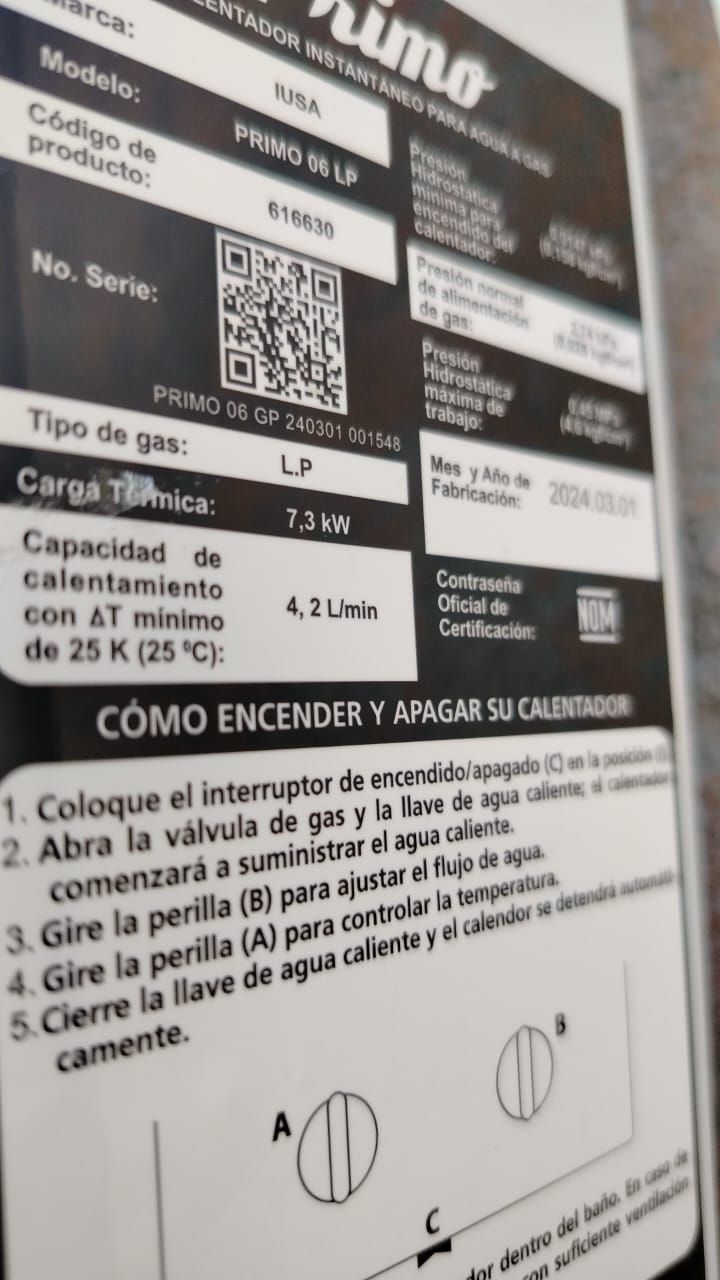 Primo
CALENTADOR INSTANTÁNEO PARA AGUA A GAS
Marca:
IUSA
Modelo:
PRIMO 06 LP
Código de
producto:
616630
No. Serie:
PRIMO 06 GP 240301 001548
Tipo de gas:
L.P
Carga Térmica:
7,3 kW
Capacidad de
calentamiento
con ΔT mínimo
de 25 K (25 ºC):
4, 2 L/min
Presión
Hidrostática
mínima para
encendido del
calentador:
Presión normal
de alimentación
de gas:
Presión
Hidrostatica
máxima de
trabajo:
Mes y Año de
Fabricación:
2024.03.01
Contraseña
Oficial de
Certificación:
NOM
CÓMO ENCENDER Y APAGAR SU CALENTADOR
1. Coloque el interruptor de encendido/apagado (C) en la posición (I).
2. Abra la válvula de gas y la llave de agua caliente; el calentador
comenzará a suministrar el agua caliente.
3. Gire la perilla (B) para ajustar el flujo de agua.
4. Gire la perilla (A) para controlar la temperatura.
5. Cierre la llave de agua caliente y el calendor se detendrá automáti-
camente.
A
B
C
dor dentro del baño. En caso de
con suficiente ventilación